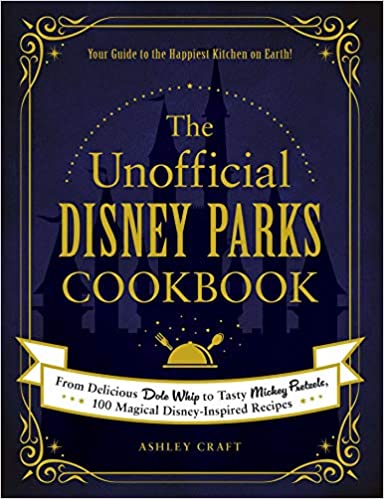 Your Guide to the Happiest Kitchen on Earth!
The
Unofficial
DISNEY PARKS
COOKBOOK
From Delicious Dole Whip to Tasty Mickey Pretzels,
100 Magical Disney-Inspired Recipes
ASHLEY CRAFT